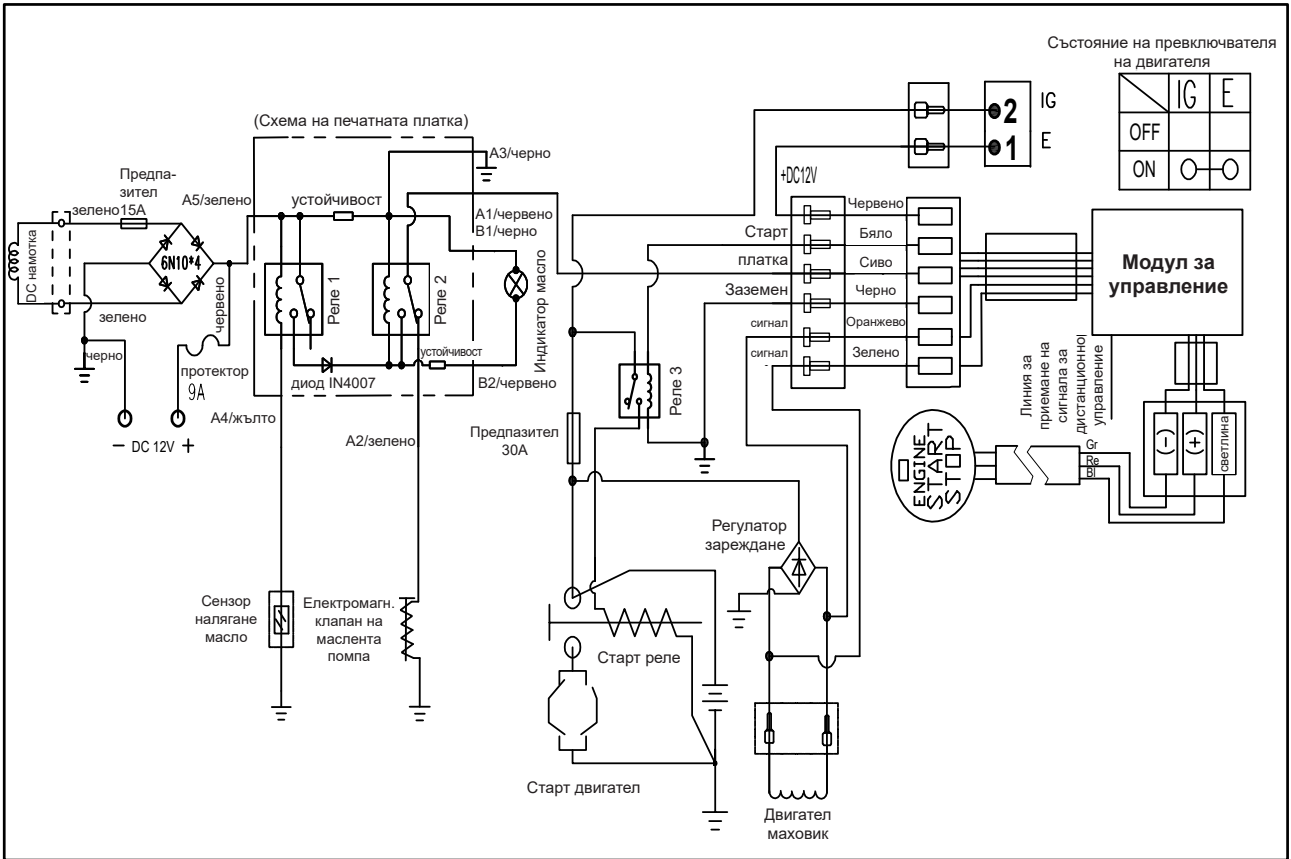 Състояние на превключвателя
на двигателя
IG E
OFF
ON
2 IG
1 E
(Схема на печатната платка)
A3/черно
Предпа-
зител
15A
зелено
A5/зелено
устойчивост
A1/червено
B1/черно
DC намотка
6N10*4
зелено
червено
черно
протектор
9A
− DC 12V +
Реле 1
Реле 2
Индикатор масло
диод IN4007
устойчивост
B2/червено
A4/жълто
A2/зелено
+DC12V
Червено
Старт
Бяло
платка
Сиво
Заземен
Черно
сигнал
Оранжево
сигнал
Зелено
Модул за
управление
Реле 3
Предпазител
30A
Линия за
приемане на
сигнала за
дистанционно
управление
(-)
(+)
светлина
ENGINE
START
STOP
Gr
Re
Bl
Регулатор
зареждане
Сензор
налягане
масло
Електромагн.
клапан на
маслента
помпа
Старт реле
Старт двигател
Двигател
маховик